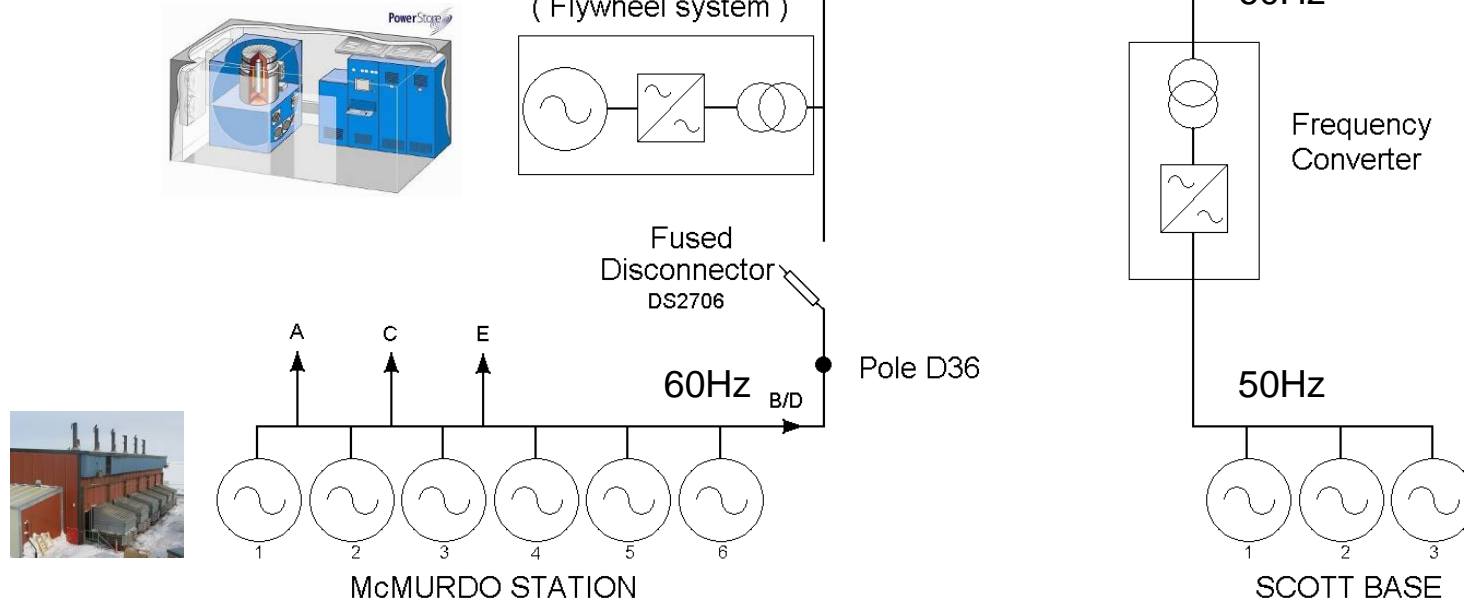 PowerStore
( Flywheel system )
Frequency
Converter
Fused
Disconnector
DS2706
A
C
E
60Hz
B/D
Pole D36
50Hz
1
2
3
4
5
6
1
2
3
McMURDO STATION
SCOTT BASE